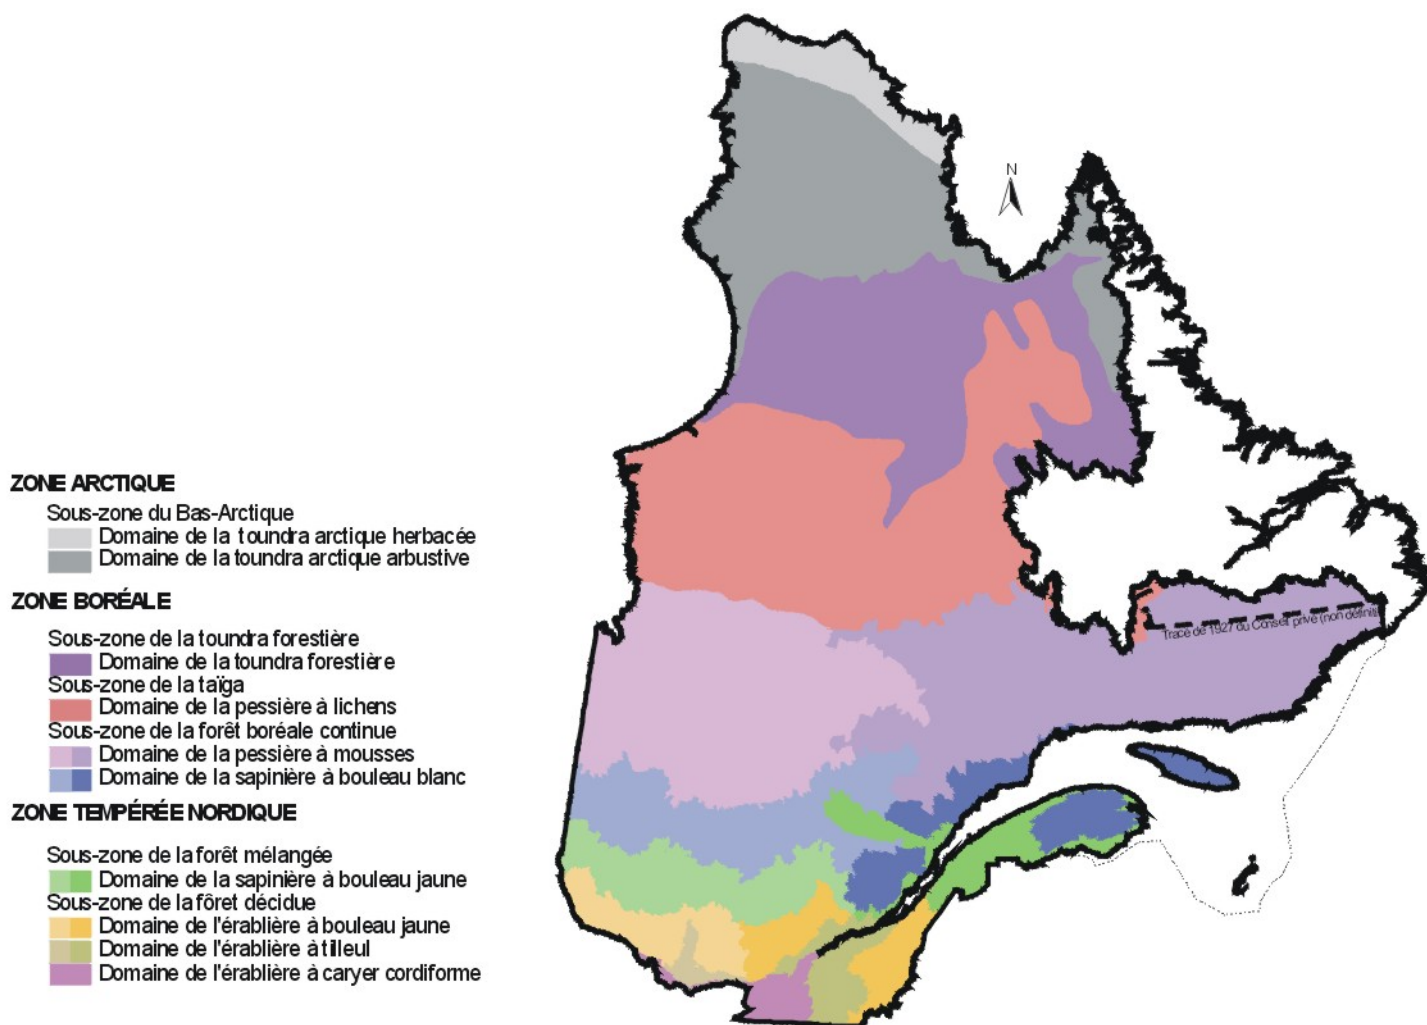 N
ZONE ARCTIQUE
Sous-zone du Bas-Arctique
Domaine de la toundra arctique herbacée
Domaine de la toundra arctique arbustive
ZONE BORÉALE
Sous-zone de la toundra forestière
Domaine de la toundra forestière
Sous-zone de la taïga
Domaine de la pessière à lichens
Sous-zone de la forêt boréale continue
Domaine de la pessière à mousses
Domaine de la sapinière à bouleau blanc
ZONE TEMPÉRÉE NORDIQUE
Sous-zone de la forêt mélangée
Domaine de la sapinière à bouleau jaune
Sous-zone de la fôret décidue
Domaine de l'érablière à bouleau jaune
Domaine de l'érablière à tilleul
Domaine de l'érablière à caryer cordiforme
Tracé de 1927 du Conseil privé (non définitif)